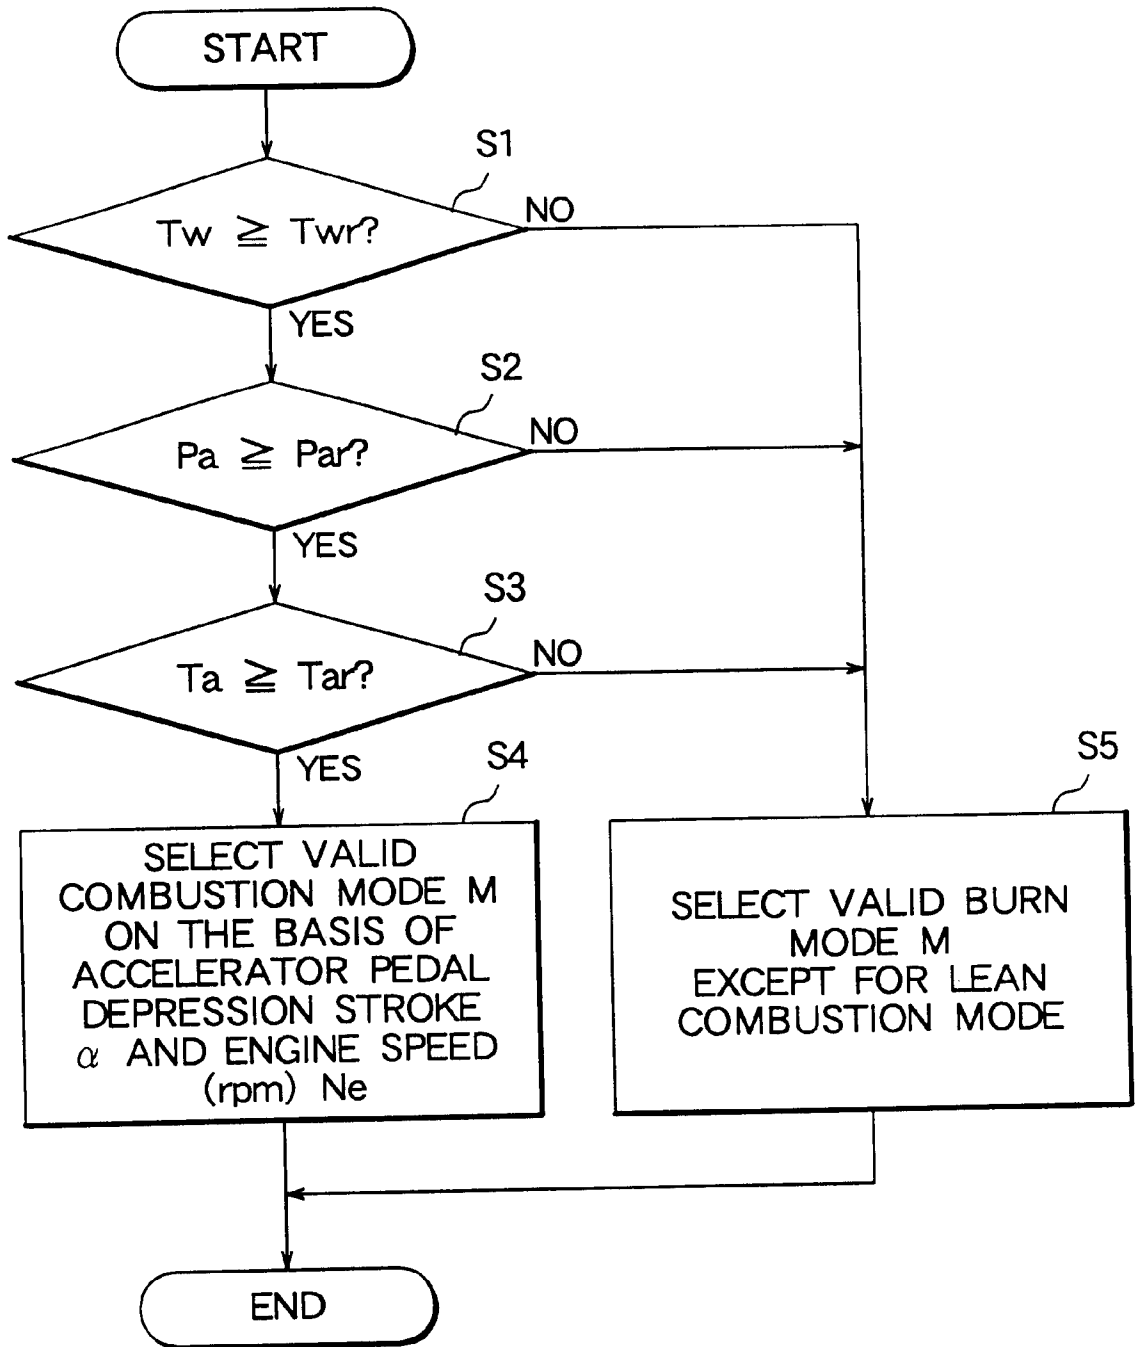 START
S1
Tw ≧ Twr?
NO
YES
S2
Pa ≧ Par?
NO
YES
S3
Ta ≧ Tar?
NO
YES
S4
SELECT VALID
COMBUSTION MODE M
ON THE BASIS OF
ACCELERATOR PEDAL
DEPRESSION STROKE
α AND ENGINE SPEED
(rpm) Ne
S5
SELECT VALID BURN
MODE M
EXCEPT FOR LEAN
COMBUSTION MODE
END